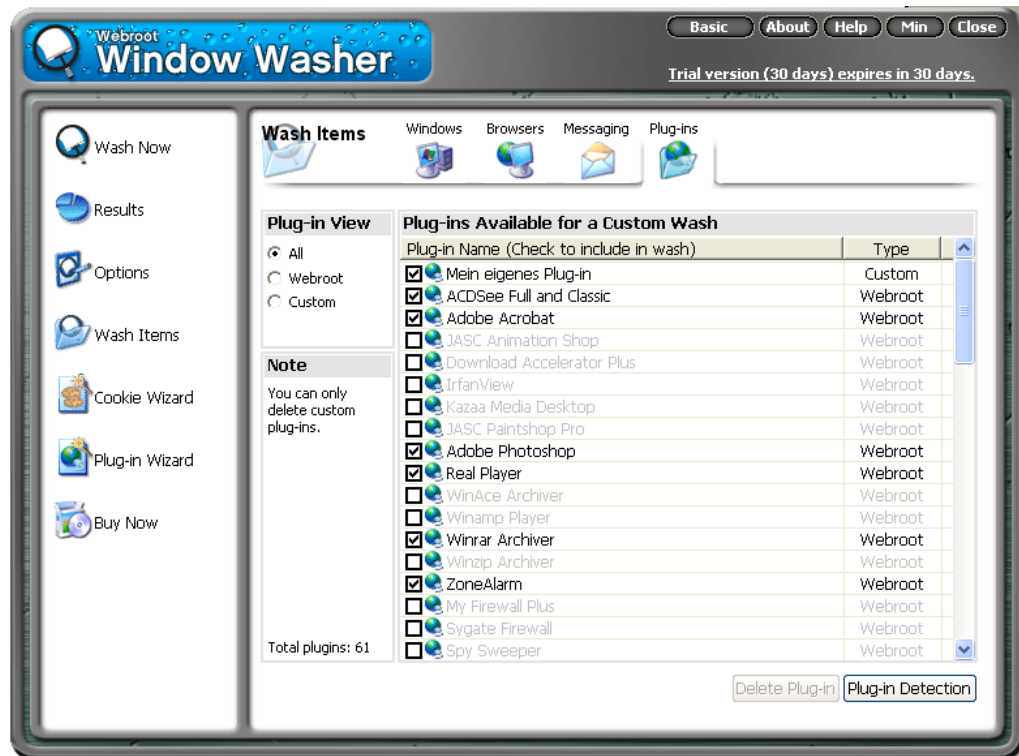 Webroot
Window Washer
Basic About Help Min Close
Trial version (30 days) expires in 30 days.
Wash Now
Results
Options
Wash Items
Cookie Wizard
Plug-in Wizard
Buy Now
Wash Items
Windows Browsers Messaging Plug-ins
Plug-in View
All
Webroot
Custom
Note
You can only
delete custom
plug-ins.
Total plugins: 61
Plug-ins Available for a Custom Wash
Plug-in Name (Check to include in wash) Type
Mein eigenes Plug-in Custom
ACDSee Full and Classic Webroot
Adobe Acrobat Webroot
JASC Animation Shop Webroot
Download Accelerator Plus Webroot
IrfanView Webroot
Kazaa Media Desktop Webroot
JASC Paintshop Pro Webroot
Adobe Photoshop Webroot
Real Player Webroot
WinAce Archiver Webroot
Winamp Player Webroot
Winrar Archiver Webroot
Winzip Archiver Webroot
ZoneAlarm Webroot
My Firewall Plus Webroot
Sygate Firewall Webroot
Spy Sweeper Webroot
Delete Plug-in Plug-in Detection